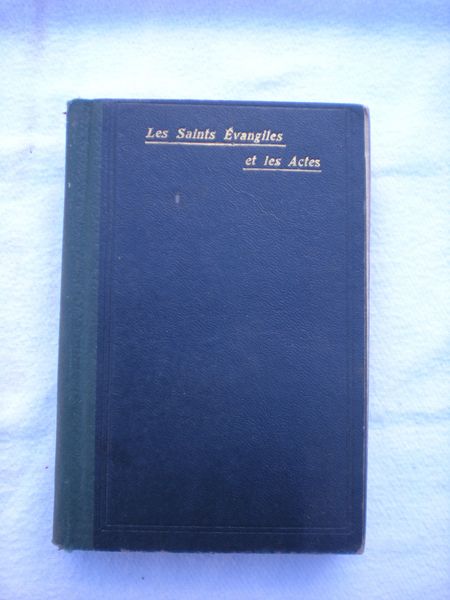 Les Saints Évangiles
et les Actes